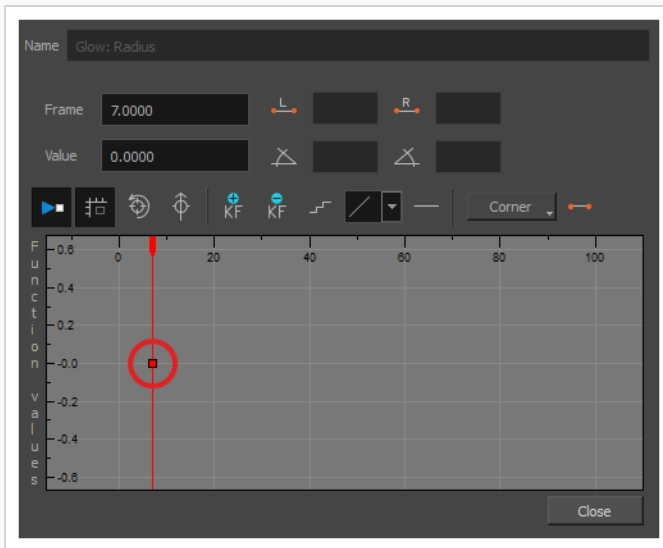 Name Glow: Radius
Frame 7.0000 L R
Value 0.0000
KF KF Corner
Function values
0 20 40 60 80 100
-0.6
-0.4
-0.2
-0.0
-0.2
-0.4
-0.6
Close